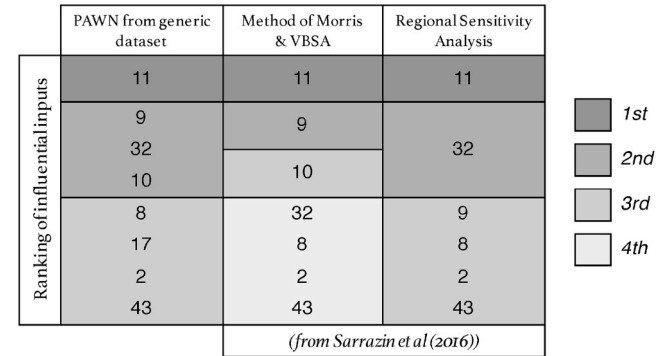 PAWN from generic dataset
Method of Morris & VBSA
Regional Sensitivity Analysis
Ranking of influential inputs
11
11
11
9
32
10
9
10
32
8
17
2
43
32
8
2
43
9
8
2
43
(from Sarrazin et al (2016))
1st
2nd
3rd
4th